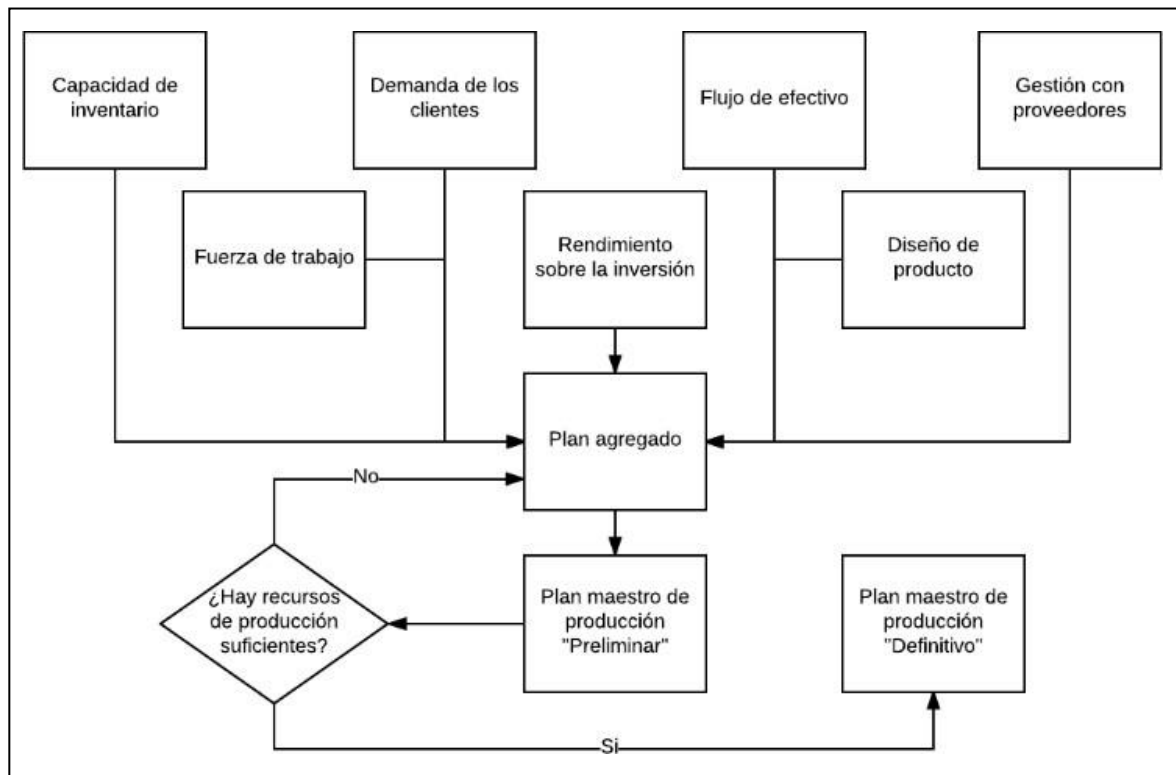 Capacidad de
inventario
Demanda de los
clientes
Flujo de efectivo
Gestión con
proveedores
Fuerza de trabajo
Rendimiento
sobre la inversión
Diseño de
producto
Plan agregado
No
¿Hay recursos
de producción
suficientes?
Plan maestro de
producción
"Preliminar"
Plan maestro de
producción
"Definitivo"
Si